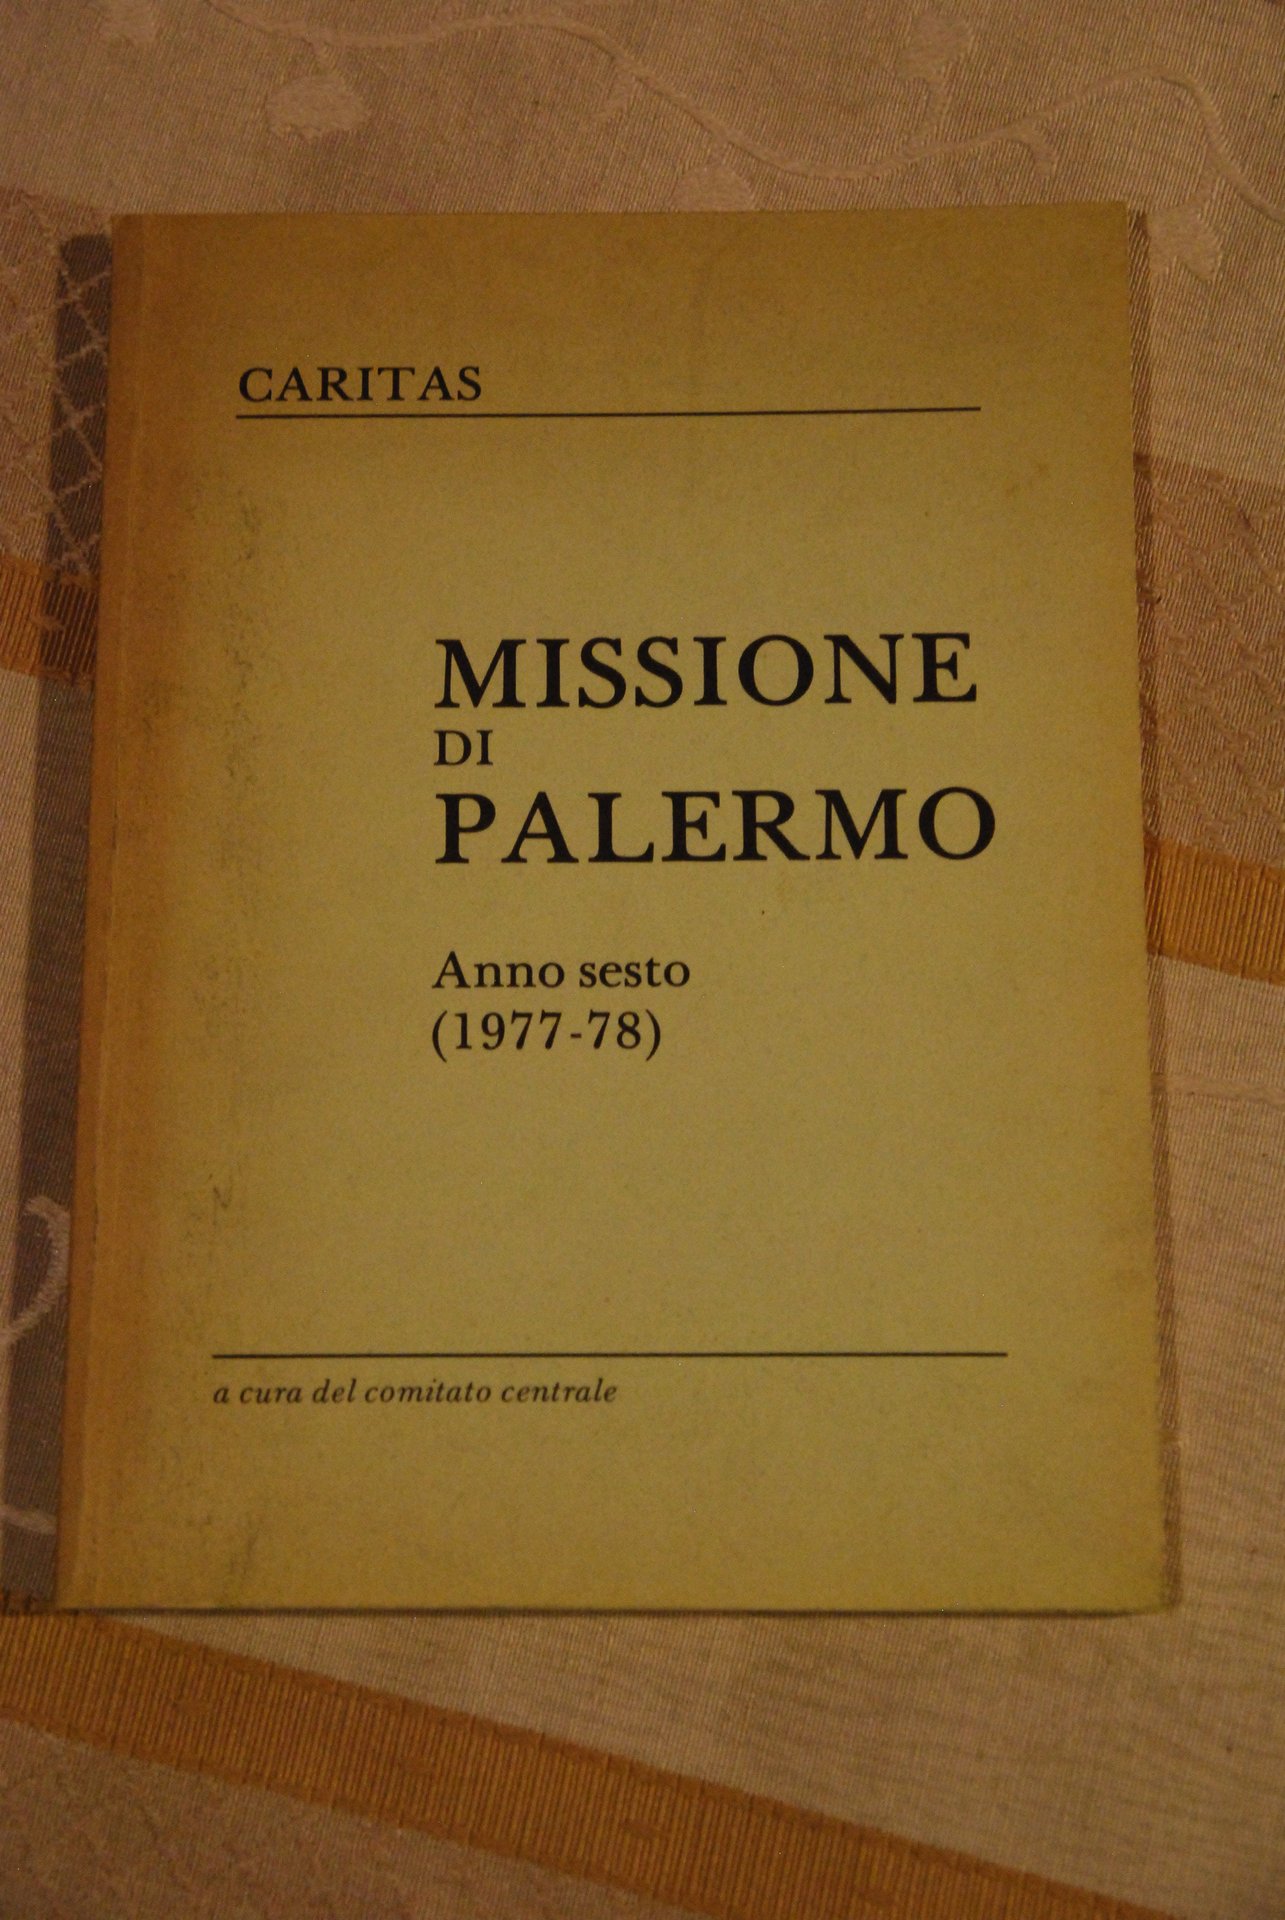 CARITAS
MISSIONE
DI
PALERMO
Anno sesto
(1977-78)
a cura del comitato centrale